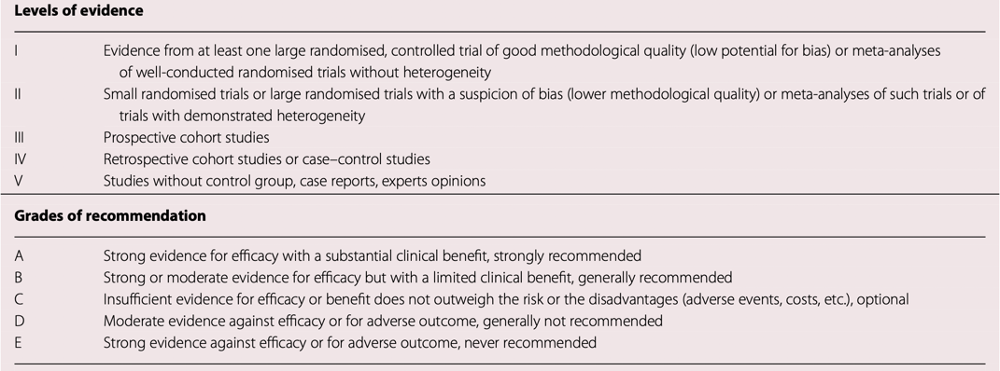 Levels of evidence
I Evidence from at least one large randomised, controlled trial of good methodological quality (low potential for bias) or meta-analyses
of well-conducted randomised trials without heterogeneity
II Small randomised trials or large randomised trials with a suspicion of bias (lower methodological quality) or meta-analyses of such trials or of
trials with demonstrated heterogeneity
III Prospective cohort studies
IV Retrospective cohort studies or case–control studies
V Studies without control group, case reports, experts opinions
Grades of recommendation
A Strong evidence for efficacy with a substantial clinical benefit, strongly recommended
B Strong or moderate evidence for efficacy but with a limited clinical benefit, generally recommended
C Insufficient evidence for efficacy or benefit does not outweigh the risk or the disadvantages (adverse events, costs, etc.), optional
D Moderate evidence against efficacy or for adverse outcome, generally not recommended
E Strong evidence against efficacy or for adverse outcome, never recommended